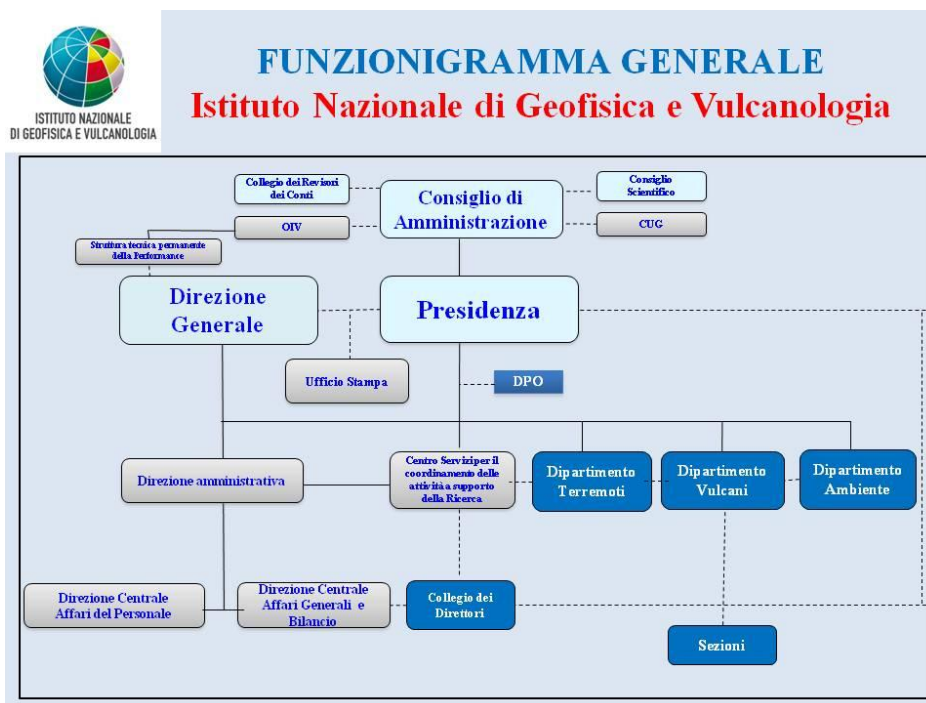 FUNZIONIGRAMMA GENERALE
Istituto Nazionale di Geofisica e Vulcanologia
ISTITUTO NAZIONALE
DI GEOFISICA E VULCANOLOGIA
Collegio dei Revisori
dei Conti
Consiglio di
Amministrazione
Consiglio
Scientifico
OIV
CUG
Struttura tecnica permanente
della Performance
Direzione
Generale
Presidenza
Ufficio Stampa
DPO
Direzione amministrativa
Centro Servizi per il
coordinamento delle
attività a supporto
della Ricerca
Dipartimento
Terremoti
Dipartimento
Vulcani
Dipartimento
Ambiente
Direzione Centrale
Affari del Personale
Direzione Centrale
Affari Generali e
Bilancio
Collegio dei
Direttori
Sezioni